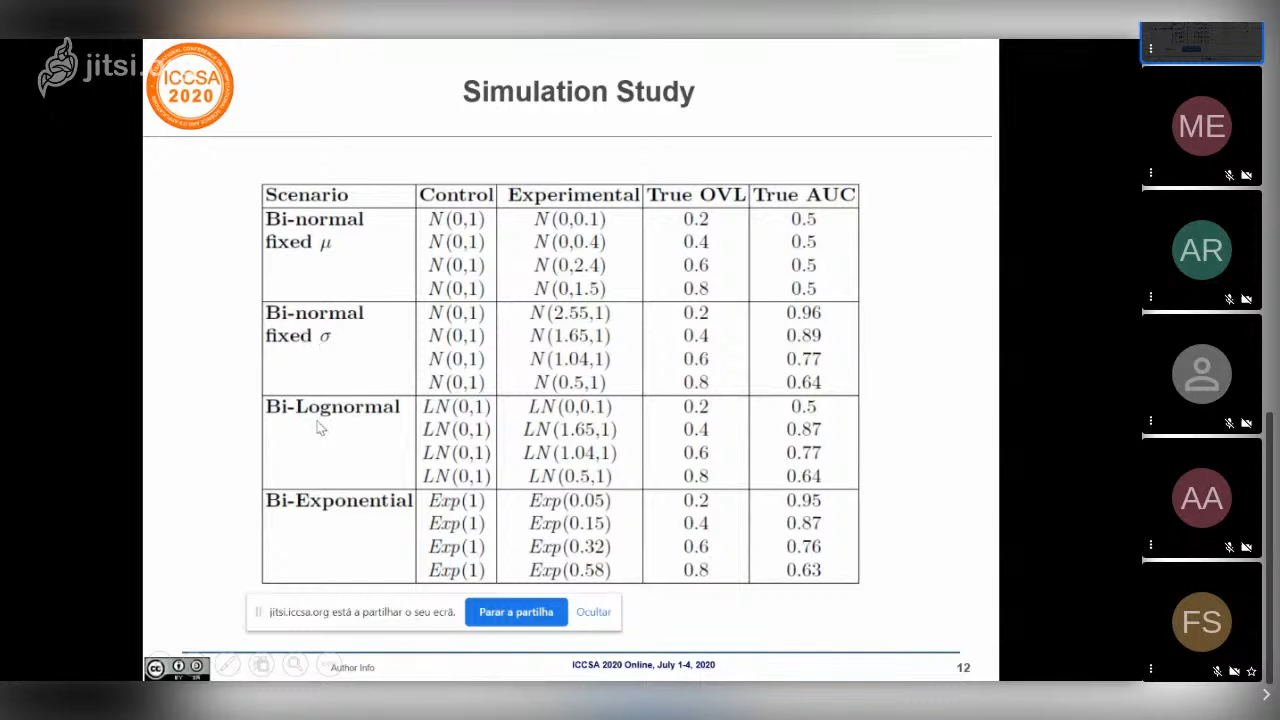 jitsi.
ICCSA
2020
Simulation Study
Scenario Control Experimental True OVL True AUC
Bi-normal N(0,1) N(0,0.1) 0.2 0.5
fixed μ N(0,1) N(0,0.4) 0.4 0.5
N(0,1) N(0,2.4) 0.6 0.5
N(0,1) N(0,1.5) 0.8 0.5
Bi-normal N(0,1) N(2.55,1) 0.2 0.96
fixed σ N(0,1) N(1.65,1) 0.4 0.89
N(0,1) N(1.04,1) 0.6 0.77
N(0,1) N(0.5,1) 0.8 0.64
Bi-Lognormal LN(0,1) LN(0,0.1) 0.2 0.5
LN(0,1) LN(1.65,1) 0.4 0.87
LN(0,1) LN(1.04,1) 0.6 0.77
LN(0,1) LN(0.5,1) 0.8 0.64
Bi-Exponential Exp(1) Exp(0.05) 0.2 0.95
Exp(1) Exp(0.15) 0.4 0.87
Exp(1) Exp(0.32) 0.6 0.76
Exp(1) Exp(0.58) 0.8 0.63
jitsi.iccsa.org está a partilhar o seu ecrã. Parar a partilha Ocultar
Author Info ICCSA 2020 Online, July 1-4, 2020 12
ME
AR
AA
FS